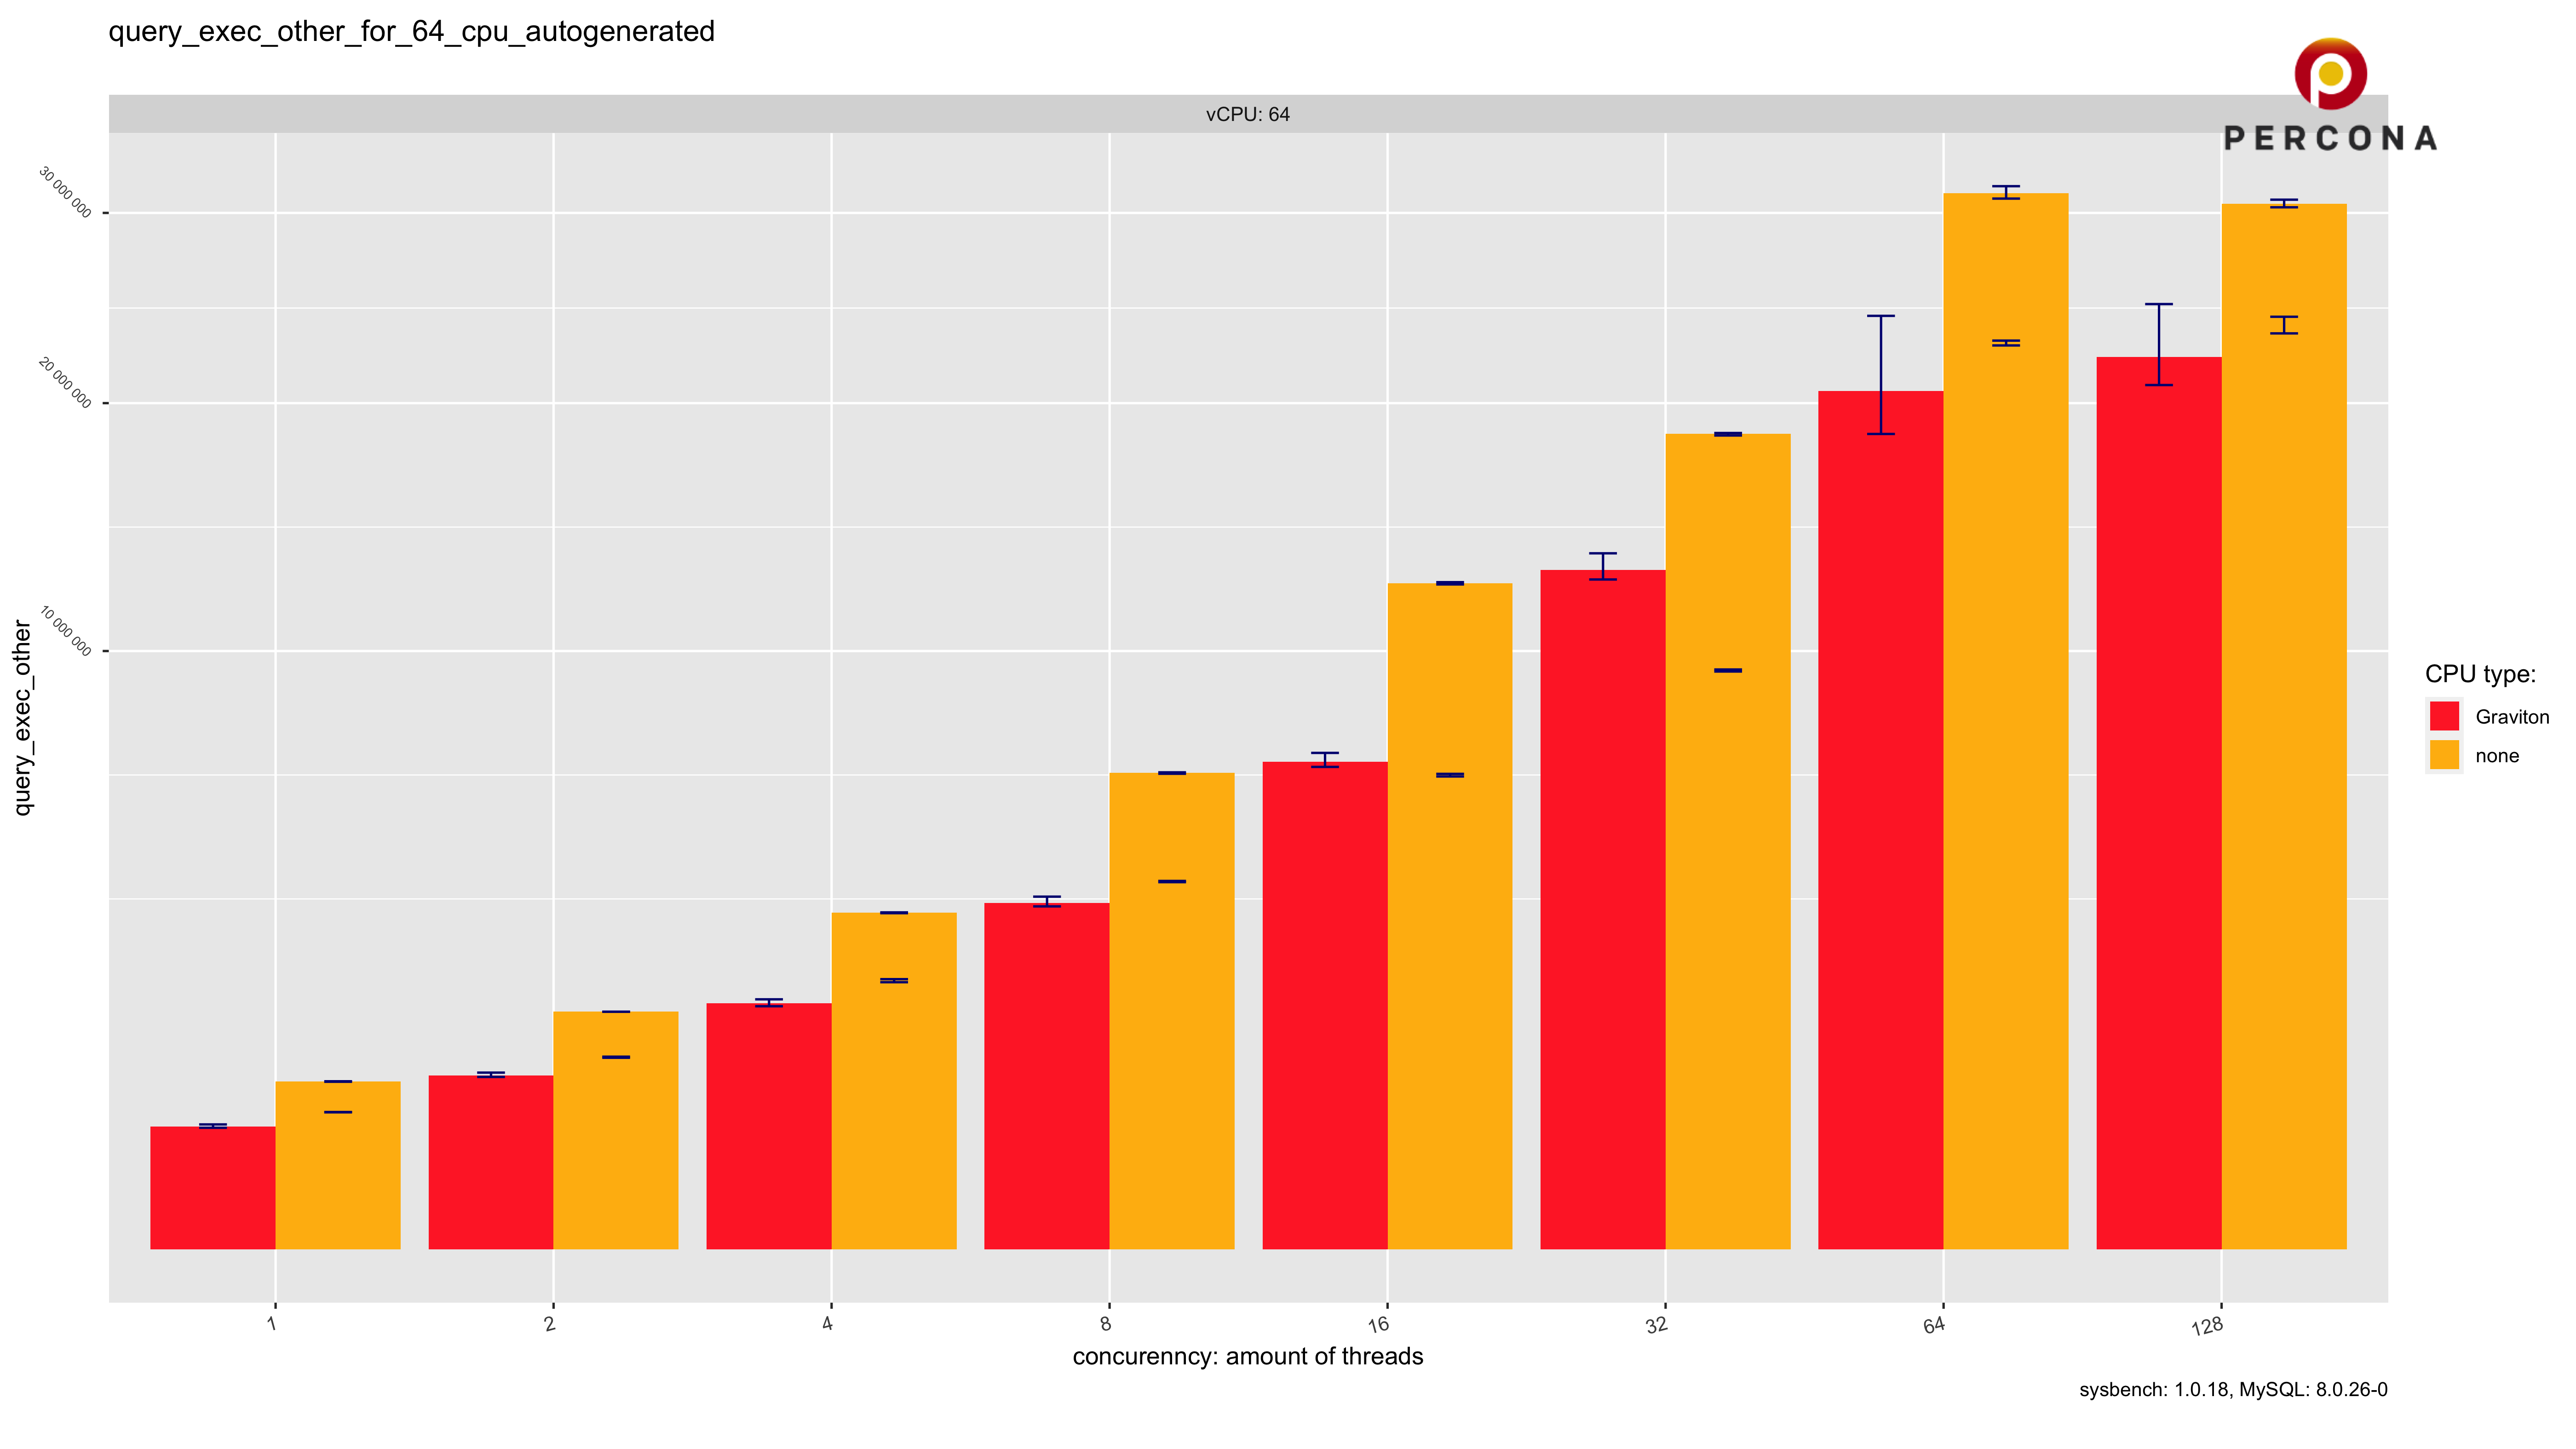 query_exec_other_for_64_cpu_autogenerated
PERCONA
vCPU: 64
30 000 000
20 000 000
10 000 000
query_exec_other
CPU type:
Graviton
none
1 2 4 8 16 32 64 128
concurenncy: amount of threads
sysbench: 1.0.18, MySQL: 8.0.26-0